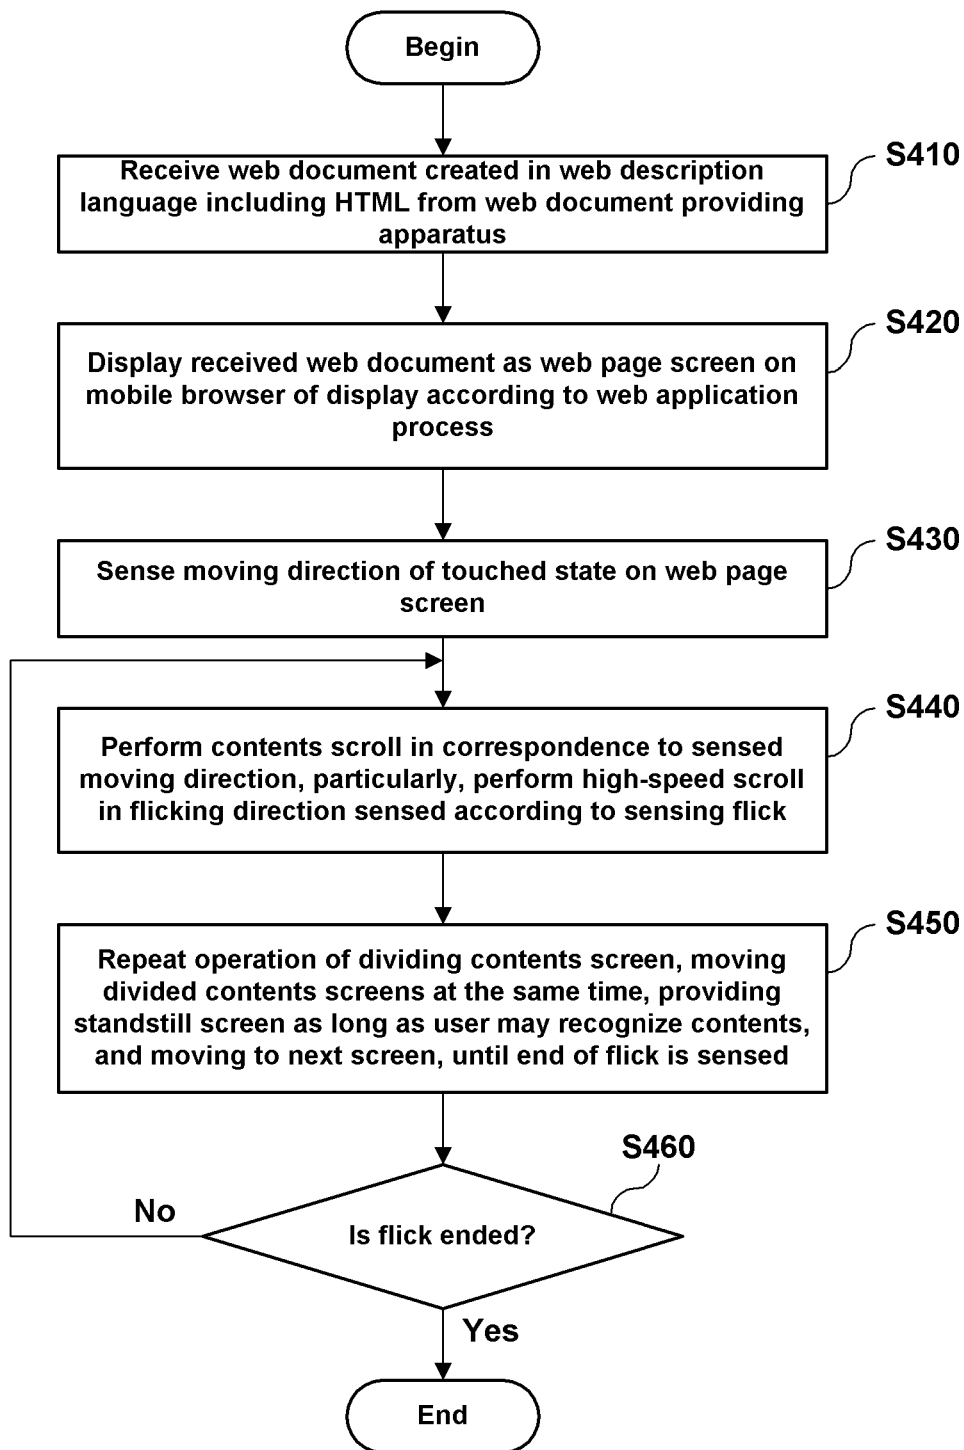 Begin
S410
Receive web document created in web description
language including HTML from web document providing
apparatus
S420
Display received web document as web page screen on
mobile browser of display according to web application
process
S430
Sense moving direction of touched state on web page
screen
S440
Perform contents scroll in correspondence to sensed
moving direction, particularly, perform high-speed scroll
in flicking direction sensed according to sensing flick
S450
Repeat operation of dividing contents screen, moving
divided contents screens at the same time, providing
standstill screen as long as user may recognize contents,
and moving to next screen, until end of flick is sensed
S460
No
Is flick ended?
Yes
End